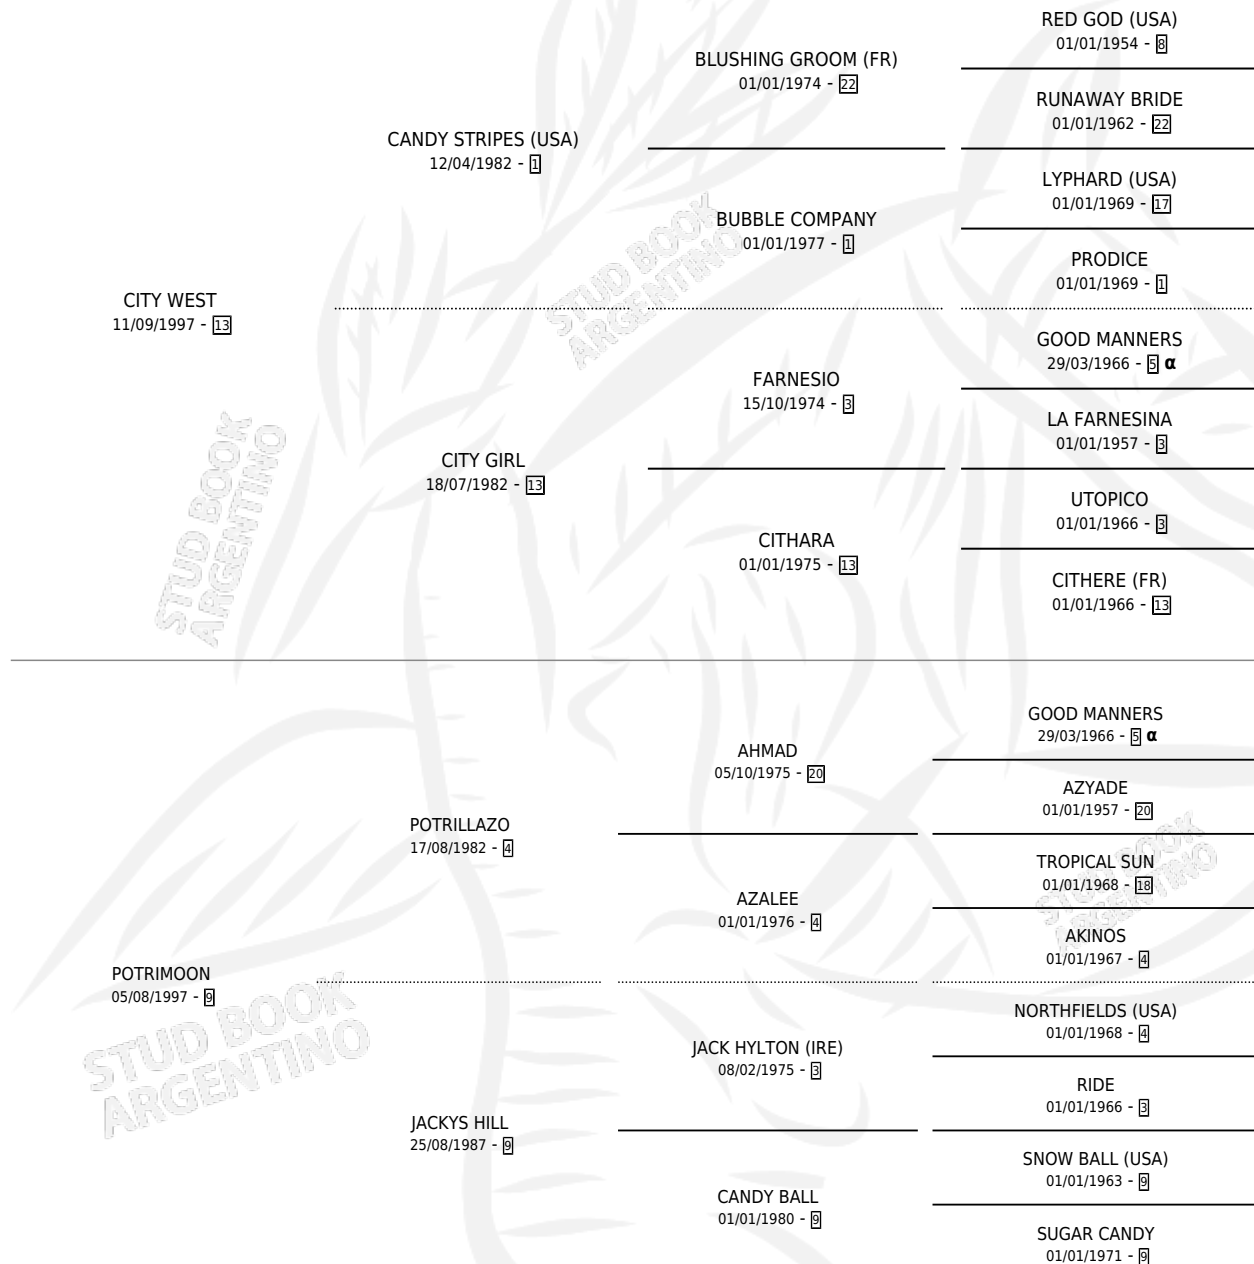 RED GOD (USA)
01/01/1954 - 8
BLUSHING GROOM (FR)
01/01/1974 - 22
RUNAWAY BRIDE
01/01/1962 - 22
CANDY STRIPES (USA)
12/04/1982 - 1
LYPHARD (USA)
01/01/1969 - 17
BUBBLE COMPANY
01/01/1977 - 1
PRODICE
01/01/1969 - 1
CITY WEST
11/09/1997 - 13
GOOD MANNERS
29/03/1966 - 5 α
FARNESIO
15/10/1974 - 3
LA FARNESINA
01/01/1957 - 3
CITY GIRL
18/07/1982 - 13
UTOPICO
01/01/1966 - 3
CITHARA
01/01/1975 - 13
CITHERE (FR)
01/01/1966 - 13
GOOD MANNERS
29/03/1966 - 5 α
AHMAD
05/10/1975 - 20
AZYADE
01/01/1957 - 20
POTRILLAZO
17/08/1982 - 4
TROPICAL SUN
01/01/1968 - 18
AZALEE
01/01/1976 - 4
AKINOS
01/01/1967 - 4
POTRIMOON
05/08/1997 - 9
NORTHFIELDS (USA)
01/01/1968 - 4
JACK HYLTON (IRE)
08/02/1975 - 3
RIDE
01/01/1966 - 3
JACKYS HILL
25/08/1987 - 9
SNOW BALL (USA)
01/01/1963 - 9
CANDY BALL
01/01/1980 - 9
SUGAR CANDY
01/01/1971 - 9
STUD BOOK
ARGENTINO
STUD BOOK
ARGENTINO
STUD BOOK
ARGENTINO
STUD BOOK
ARGENTINO